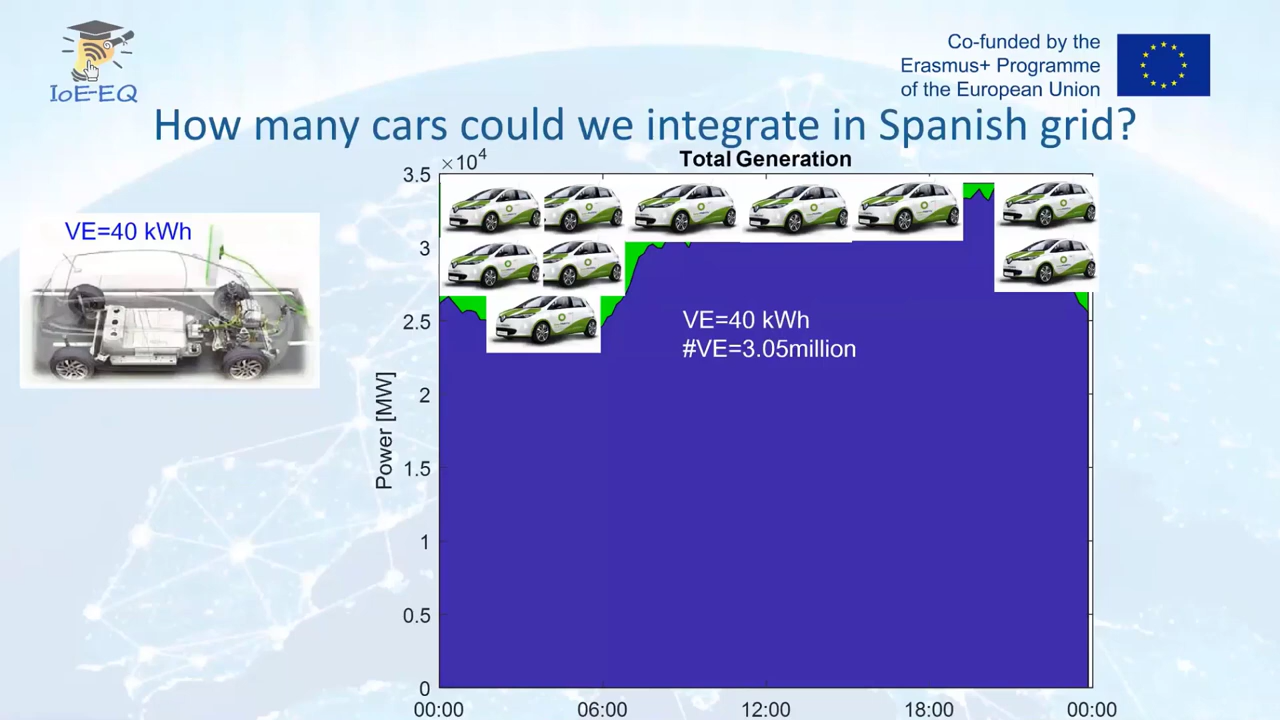 IoE-EQ
Co-funded by the
Erasmus+ Programme
of the European Union
How many cars could we integrate in Spanish grid?
VE=40 kWh
Total Generation
×10⁴
3.5
3
2.5
2
1.5
1
0.5
0
Power [MW]
VE=40 kWh
#VE=3.05million
00:00
06:00
12:00
18:00
00:00